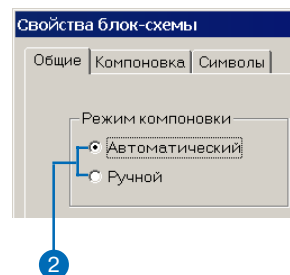 Свойства блок-схемы
Общие Компоновка Символы
Режим компоновки
Автоматический
Ручной
2